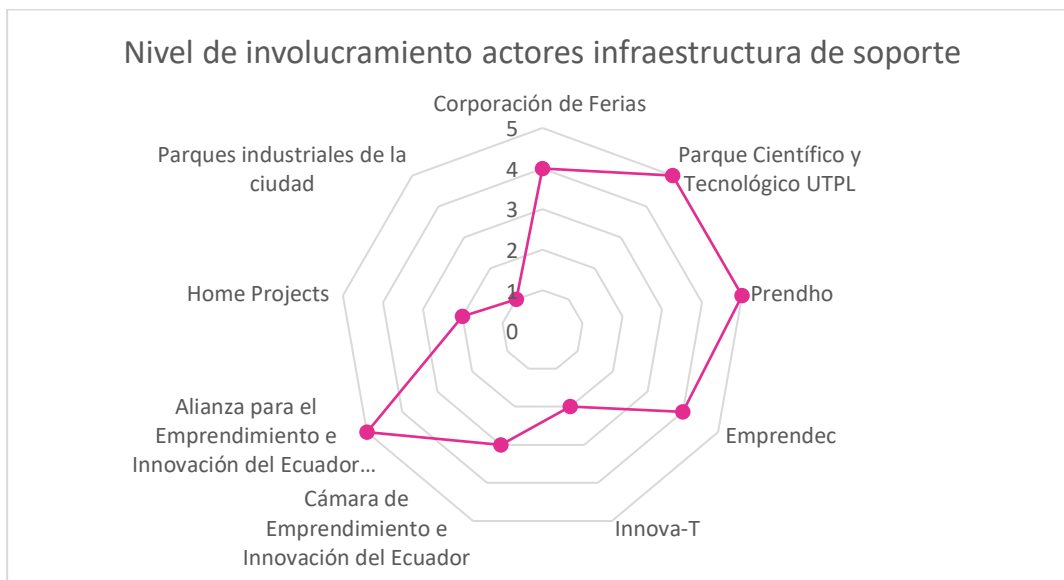 Nivel de involucramiento actores infraestructura de soporte
Corporación de Ferias
5
4
3
2
1
0
Parque Científico y
Tecnológico UTPL
Prendho
Emprendec
Innova-T
Cámara de
Emprendimiento e
Innovación del Ecuador
Alianza para el
Emprendimiento e
Innovación del Ecuador...
Home Projects
Parques industriales de la
ciudad